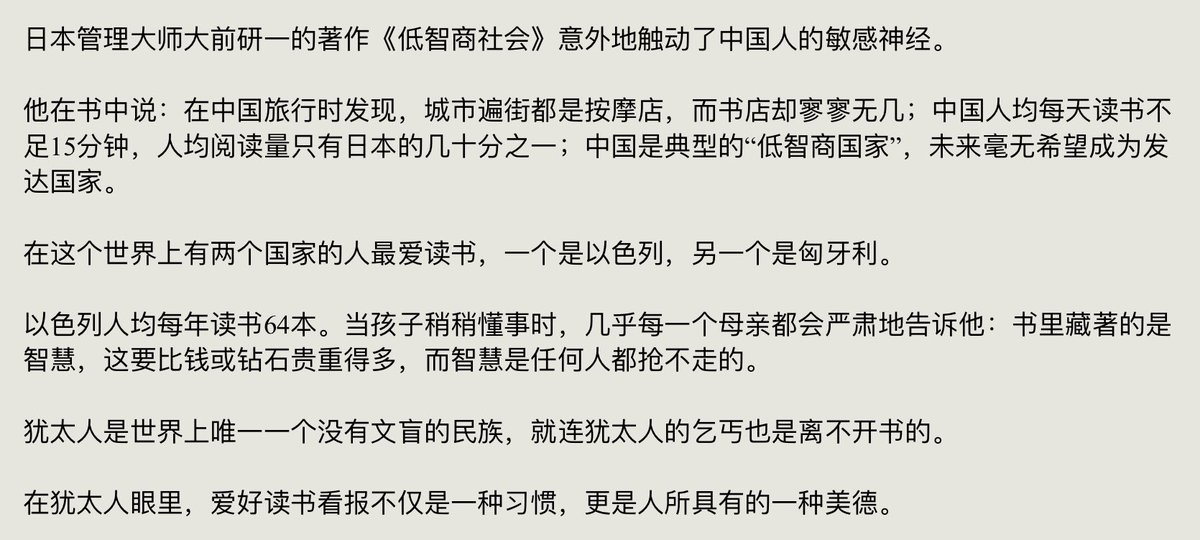 日本管理大师大前研一的著作《低智商社会》意外地触动了中国人的敏感神经。
他在书中说：在中国旅行时发现，城市遍街都是按摩店，而书店却寥寥无几；中国人均每天读书不
足15分钟，人均阅读量只有日本的几十分之一；中国是典型的“低智商国家”，未来毫无希望成为发
达国家。
在这个世界上有两个国家的人最爱读书，一个是以色列，另一个是匈牙利。
以色列人均每年读书64本。当孩子稍稍懂事时，几乎每一个母亲都会严肃地告诉他：书里藏著的是
智慧，这要比钱或钻石贵重得多，而智慧是任何人都抢不走的。
犹太人是世界上唯一一个没有文盲的民族，就连犹太人的乞丐也是离不开书的。
在犹太人眼里，爱好读书看报不仅是一种习惯，更是人所具有的一种美德。